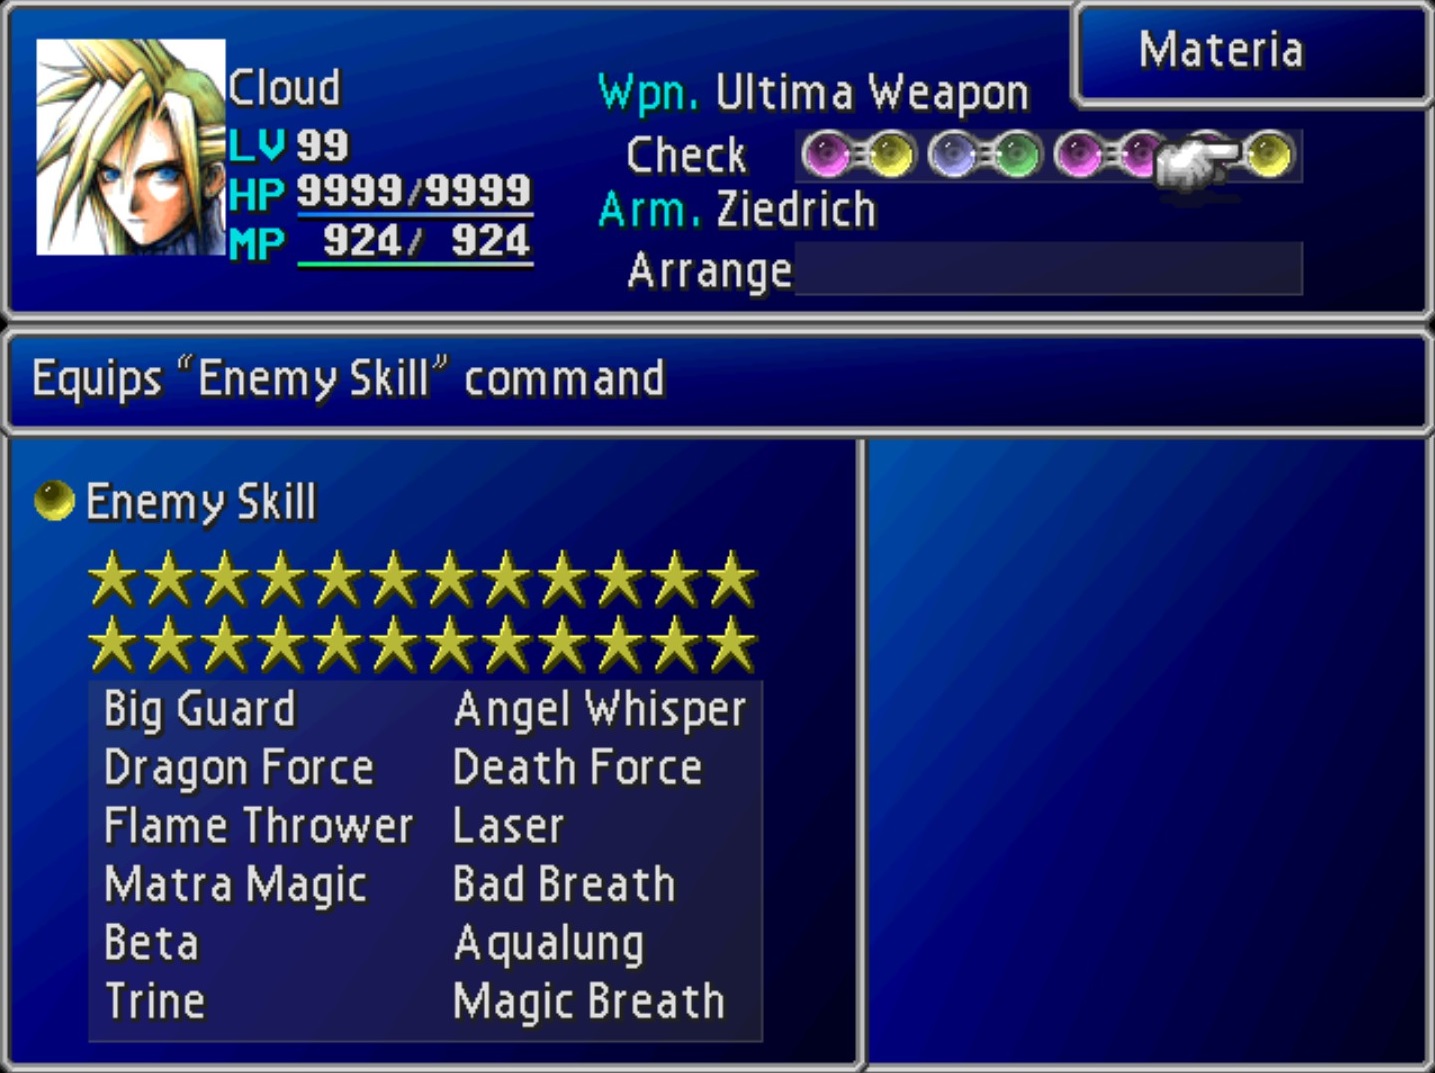 Materia
Cloud
LV 99
HP 9999/9999
MP 924/ 924
Wpn. Ultima Weapon
Check
Arm. Ziedrich
Arrange
Equips “Enemy Skill” command
Enemy Skill
Big Guard Angel Whisper
Dragon Force Death Force
Flame Thrower Laser
Matra Magic Bad Breath
Beta Aqualung
Trine Magic Breath